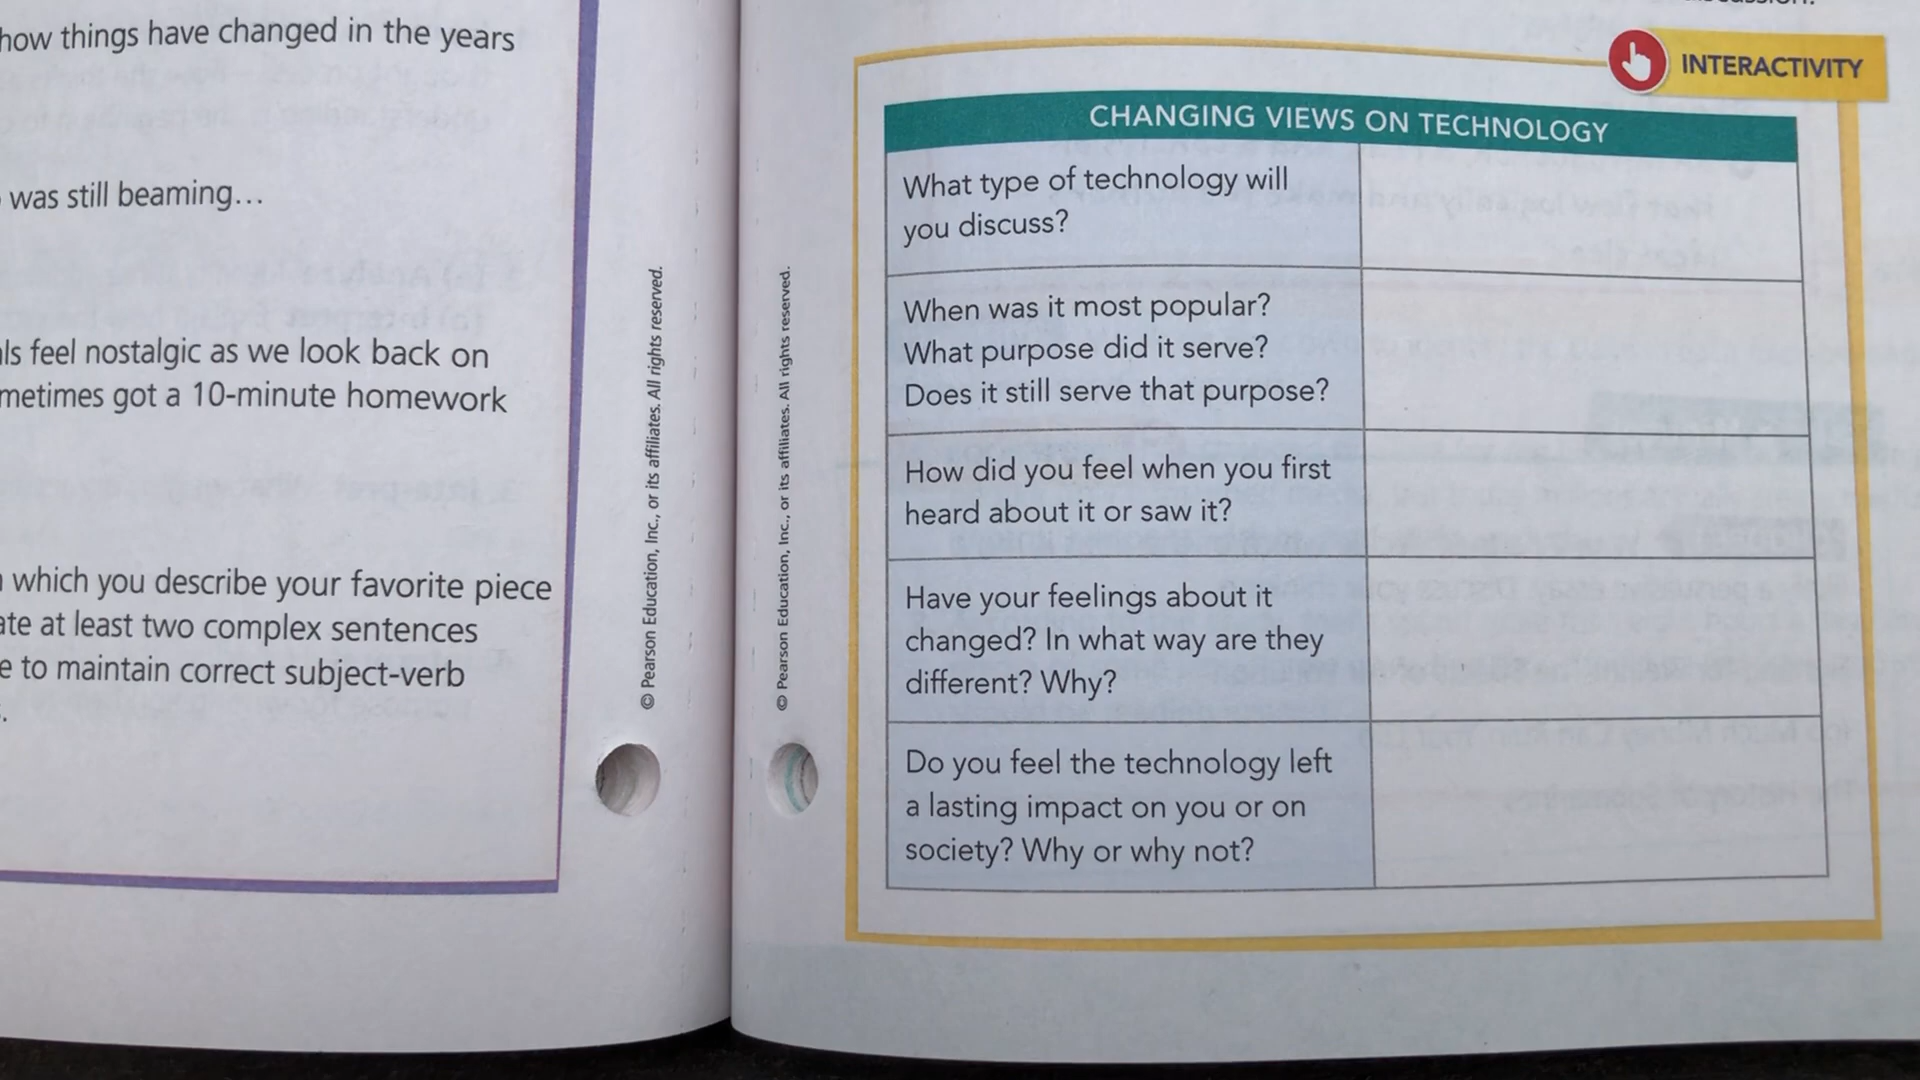 how things have changed in the years
was still beaming...
feel nostalgic as we look back on
got a 10-minute homework
which you describe your favorite piece
at least two complex sentences
to maintain correct subject-verb
© Pearson Education, Inc., or its affiliates. All rights reserved.
© Pearson Education, Inc., or its affiliates. All rights reserved.
INTERACTIVITY
CHANGING VIEWS ON TECHNOLOGY
What type of technology will
you discuss?
When was it most popular?
What purpose did it serve?
Does it still serve that purpose?
How did you feel when you first
heard about it or saw it?
Have your feelings about it
changed? In what way are they
different? Why?
Do you feel the technology left
a lasting impact on you or on
society? Why or why not?